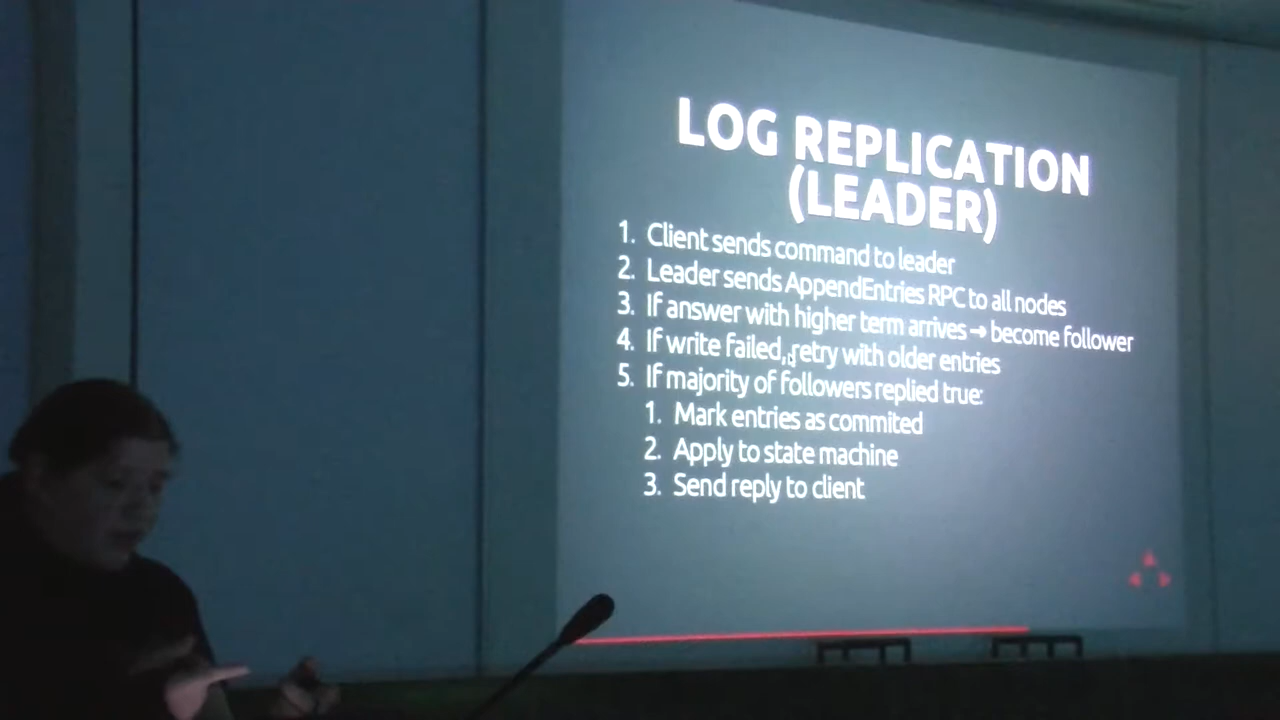 LOG REPLICATION
(LEADER)
1. Client sends command to leader
2. Leader sends AppendEntries RPC to all nodes
3. If answer with higher term arrives → become follower
4. If write failed, retry with older entries
5. If majority of followers replied true:
1. Mark entries as commited
2. Apply to state machine
3. Send reply to client